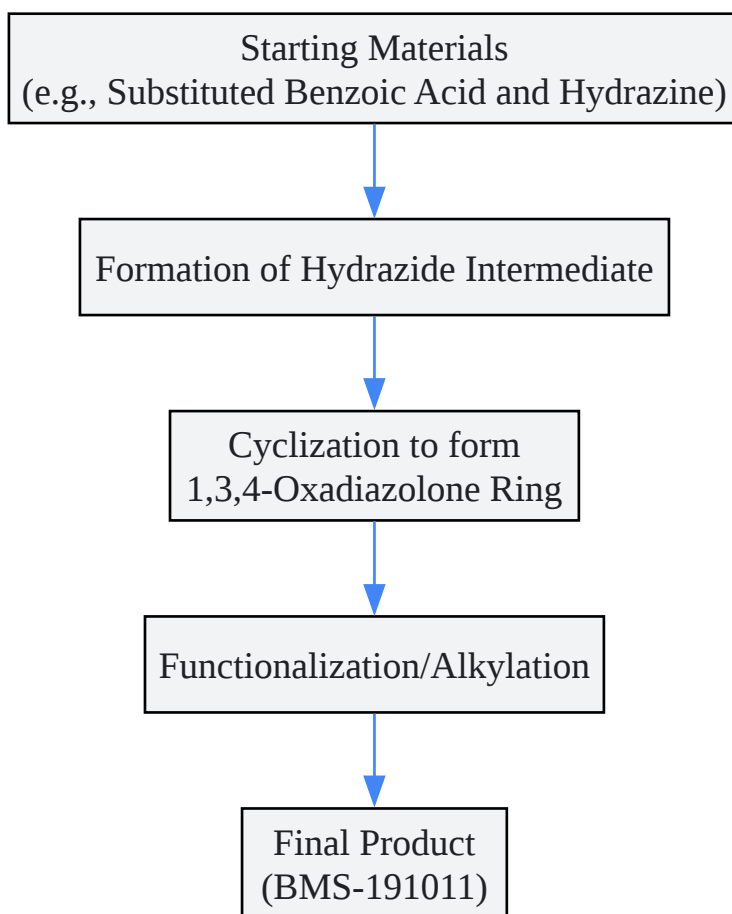 Starting Materials
(e.g., Substituted Benzoic Acid and Hydrazine)
Formation of Hydrazide Intermediate
Cyclization to form
1,3,4-Oxadiazolone Ring
Functionalization/Alkylation
Final Product
(BMS-191011)